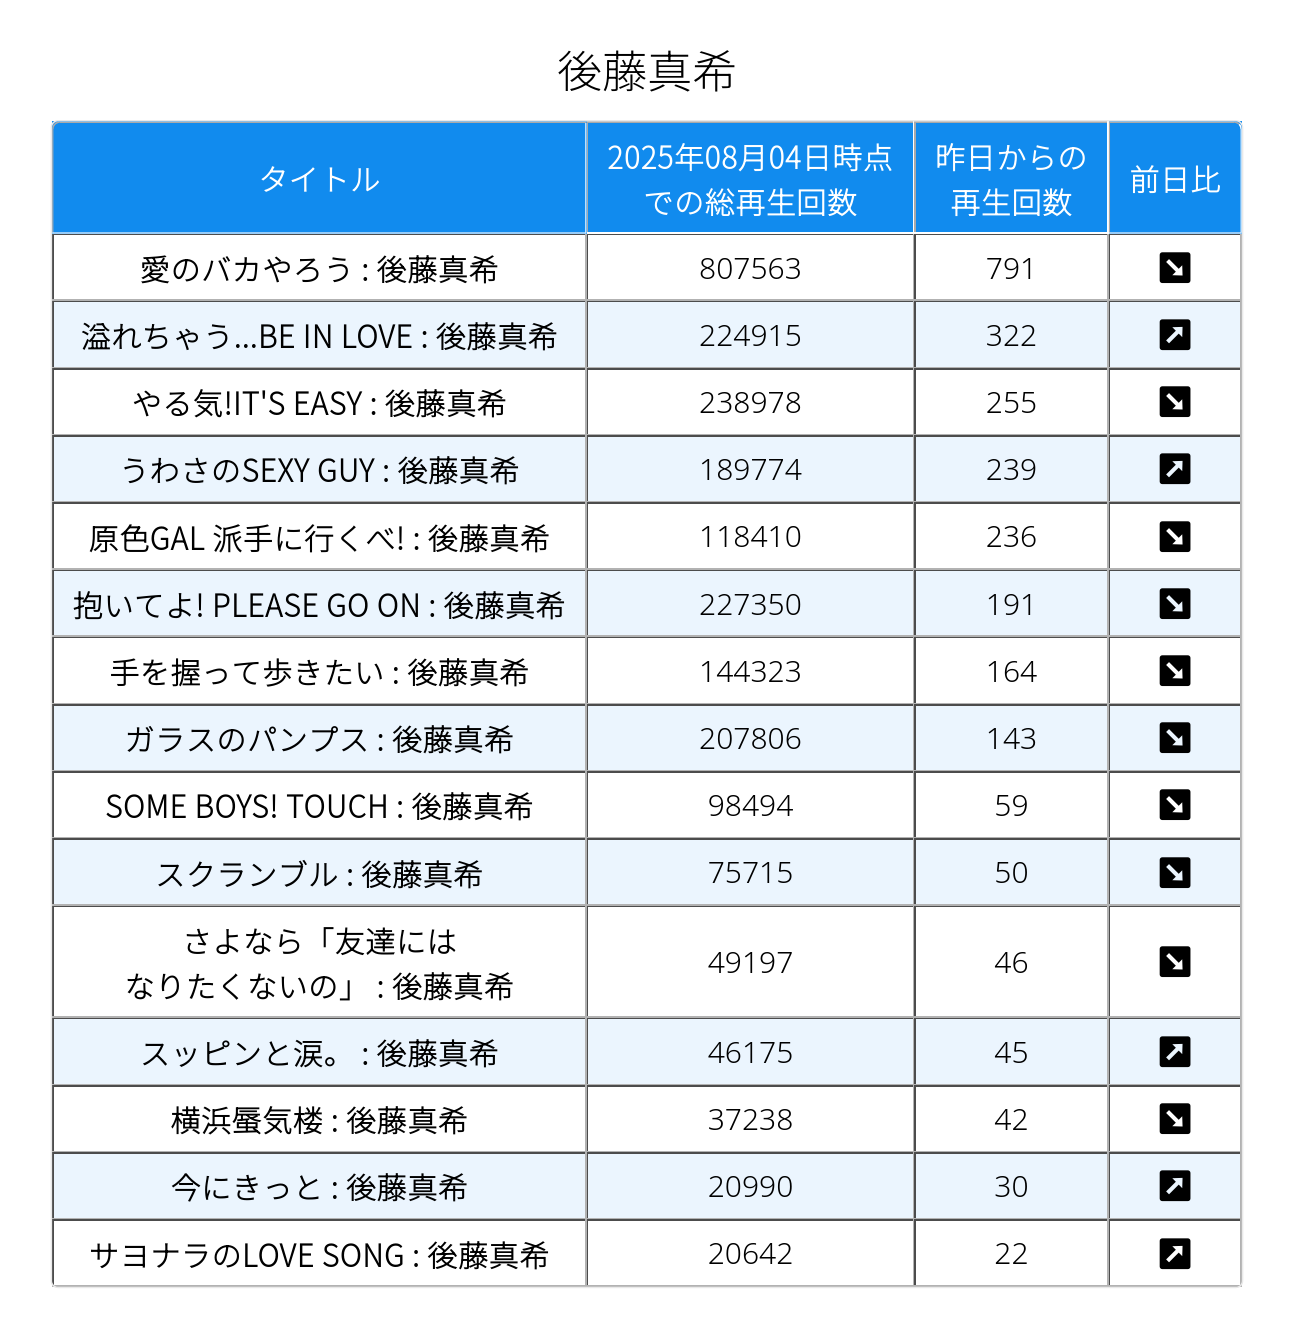 後藤真希
タイトル 2025年08月04日時点 昨日からの 前日比
での総再生回数 再生回数
愛のバカやろう : 後藤真希 807563 791
溢れちゃう...BE IN LOVE : 後藤真希 224915 322
やる気!IT'S EASY : 後藤真希 238978 255
うわさのSEXY GUY : 後藤真希 189774 239
原色GAL 派手に行くべ! : 後藤真希 118410 236
抱いてよ! PLEASE GO ON : 後藤真希 227350 191
手を握って歩きたい : 後藤真希 144323 164
ガラスのパンプス : 後藤真希 207806 143
SOME BOYS! TOUCH : 後藤真希 98494 59
スクランブル : 後藤真希 75715 50
さよなら「友達には
なりたくないの」 : 後藤真希 49197 46
スッピンと涙。 : 後藤真希 46175 45
横浜蜃気楼 : 後藤真希 37238 42
今にきっと : 後藤真希 20990 30
サヨナラのLOVE SONG : 後藤真希 20642 22